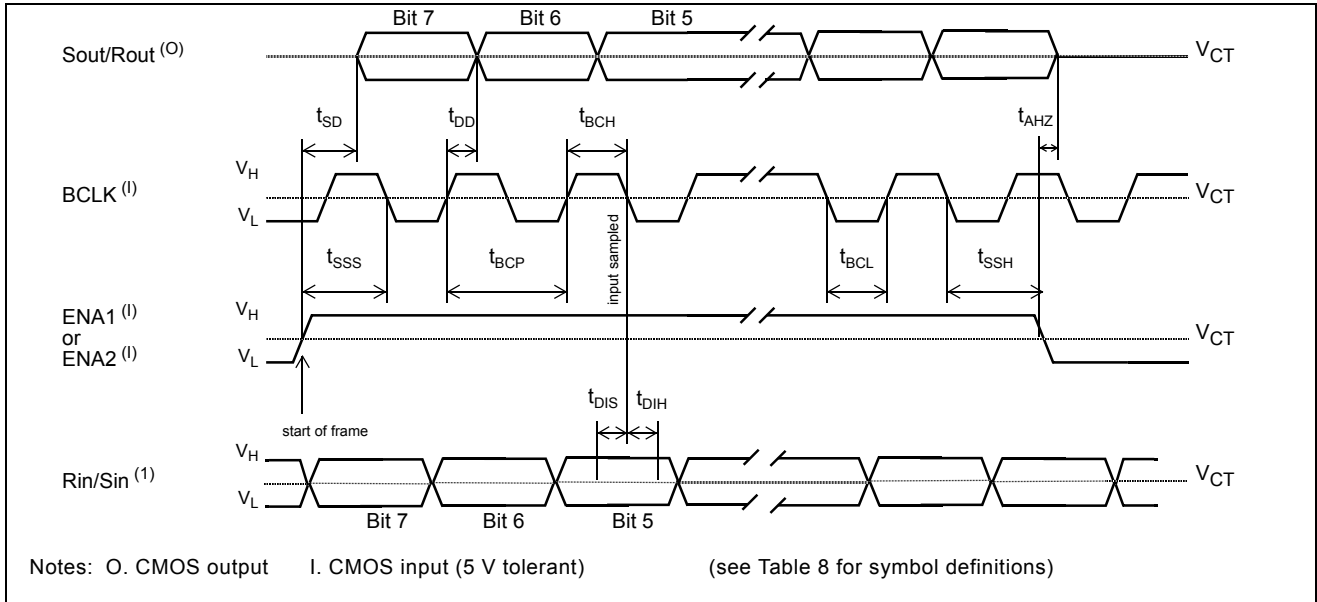 Bit 7 Bit 6 Bit 5
Sout/Rout (O) VCT
tSD tDD tBCH tAHZ
VH
BCLK (I) VCT
VL
tSSS tBCP input sampled tBCL tSSH
ENA1 (I) VH
or VCT
ENA2 (I) VL
tDIS tDIH
start of frame
VH
Rin/Sin (1) VCT
VL
Bit 7 Bit 6 Bit 5
Notes: O. CMOS output I. CMOS input (5 V tolerant) (see Table 8 for symbol definitions)